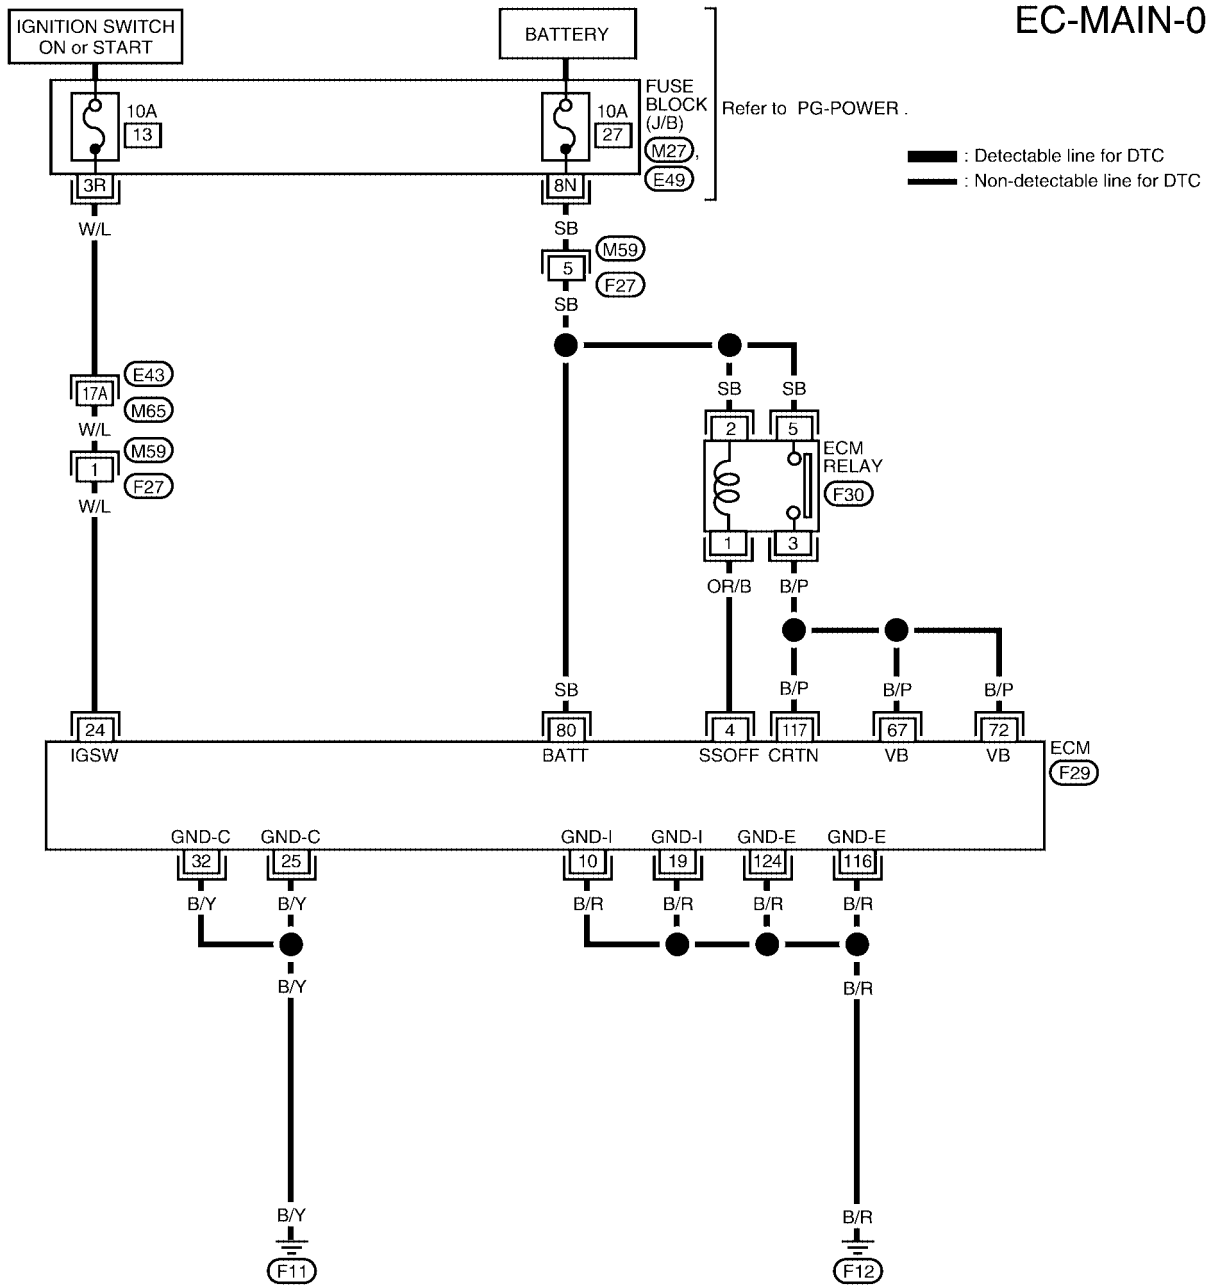 EC-MAIN-0
IGNITION SWITCH
ON or START
BATTERY
10A
13
10A
27
FUSE
BLOCK
(J/B)
M27,
E49
Refer to PG-POWER .
: Detectable line for DTC
: Non-detectable line for DTC
3R
8N
W/L
SB
5
M59
F27
SB
17A
E43
M65
W/L
1
M59
F27
W/L
SB
SB
2
5
ECM
RELAY
F30
1
3
OR/B
B/P
SB
B/P
B/P
B/P
24
80
4
117
67
72
IGSW
BATT
SSOFF
CRTN
VB
VB
ECM
F29
GND-C
GND-C
GND-I
GND-I
GND-E
GND-E
32
25
10
19
124
116
B/Y
B/Y
B/R
B/R
B/R
B/R
B/Y
B/R
B/Y
B/R
F11
F12